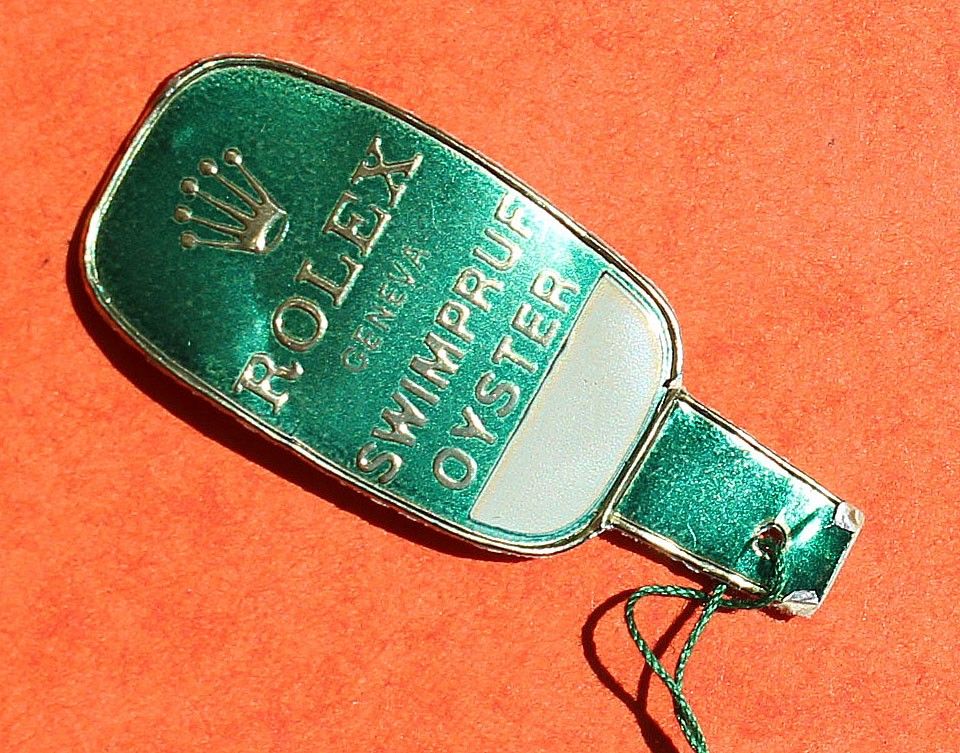 ROLEX
GENEVA
SWIMPRUF
OYSTER